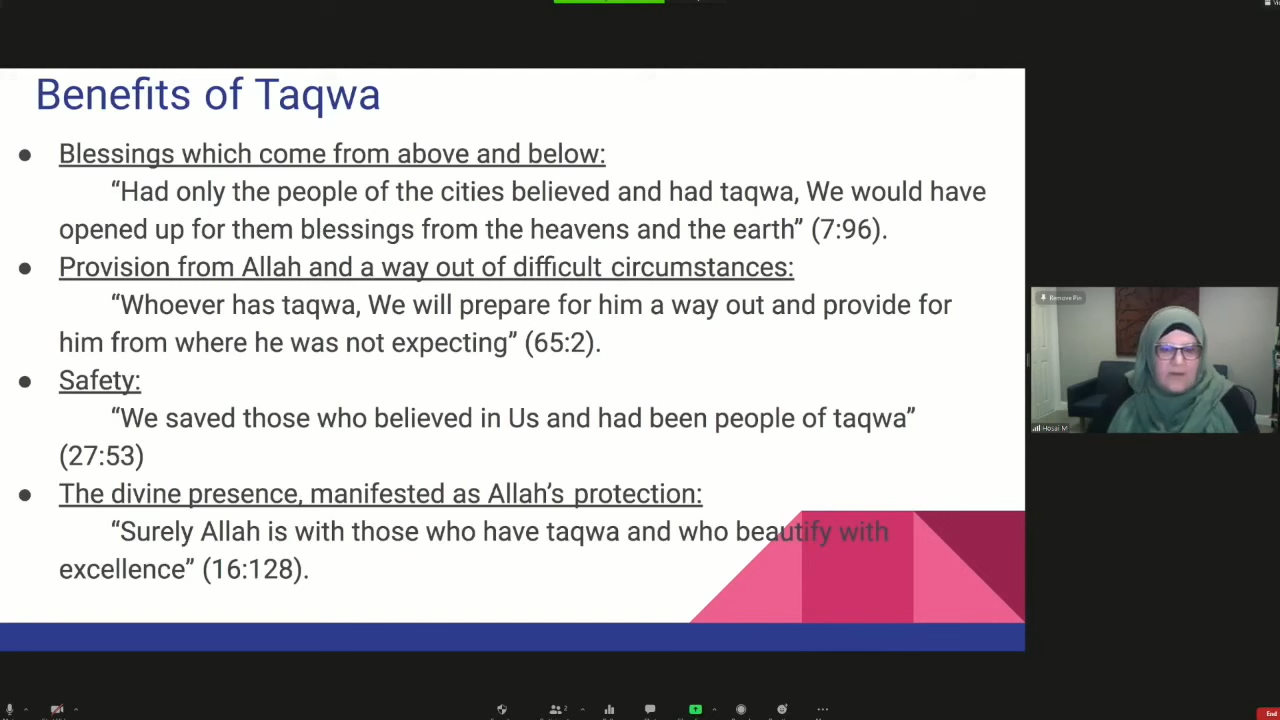 Benefits of Taqwa
● Blessings which come from above and below:
“Had only the people of the cities believed and had taqwa, We would have
opened up for them blessings from the heavens and the earth” (7:96).
● Provision from Allah and a way out of difficult circumstances:
“Whoever has taqwa, We will prepare for him a way out and provide for
him from where he was not expecting” (65:2).
● Safety:
“We saved those who believed in Us and had been people of taqwa”
(27:53)
● The divine presence, manifested as Allah’s protection:
“Surely Allah is with those who have taqwa and who beautify with
excellence” (16:128).
Remove Pin
Hosai M
2
End